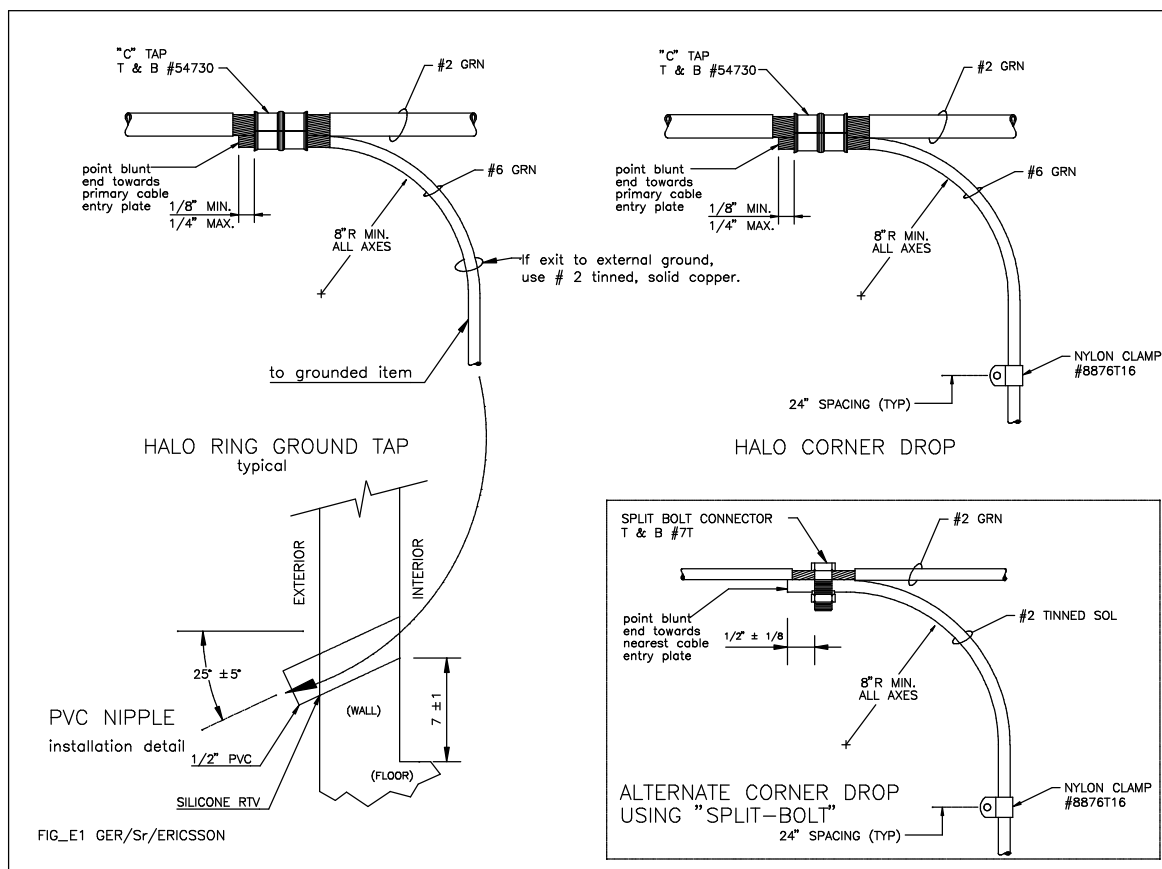 "C" TAP
T & B #54730
#2 GRN
point blunt
end towards
primary cable
entry plate
1/8" MIN.
1/4" MAX.
#6 GRN
8"R MIN.
ALL AXES
If exit to external ground,
use # 2 tinned, solid copper.
to grounded item
HALO RING GROUND TAP
typical
"C" TAP
T & B #54730
#2 GRN
point blunt
end towards
primary cable
entry plate
1/8" MIN.
1/4" MAX.
#6 GRN
8"R MIN.
ALL AXES
NYLON CLAMP
#8876T16
24" SPACING (TYP)
HALO CORNER DROP
EXTERIOR
INTERIOR
25° ±5°
(WALL)
7 ±1
PVC NIPPLE
installation detail
1/2" PVC
(FLOOR)
SILICONE RTV
FIG_E1 GER/Sr/ERICSSON
SPLIT BOLT CONNECTOR
T & B #7T
#2 GRN
point blunt
end towards
nearest cable
entry plate
1/2" ± 1/8
#2 TINNED SOL
8"R MIN.
ALL AXES
ALTERNATE CORNER DROP
USING "SPLIT-BOLT"
NYLON CLAMP
#8876T16
24" SPACING (TYP)